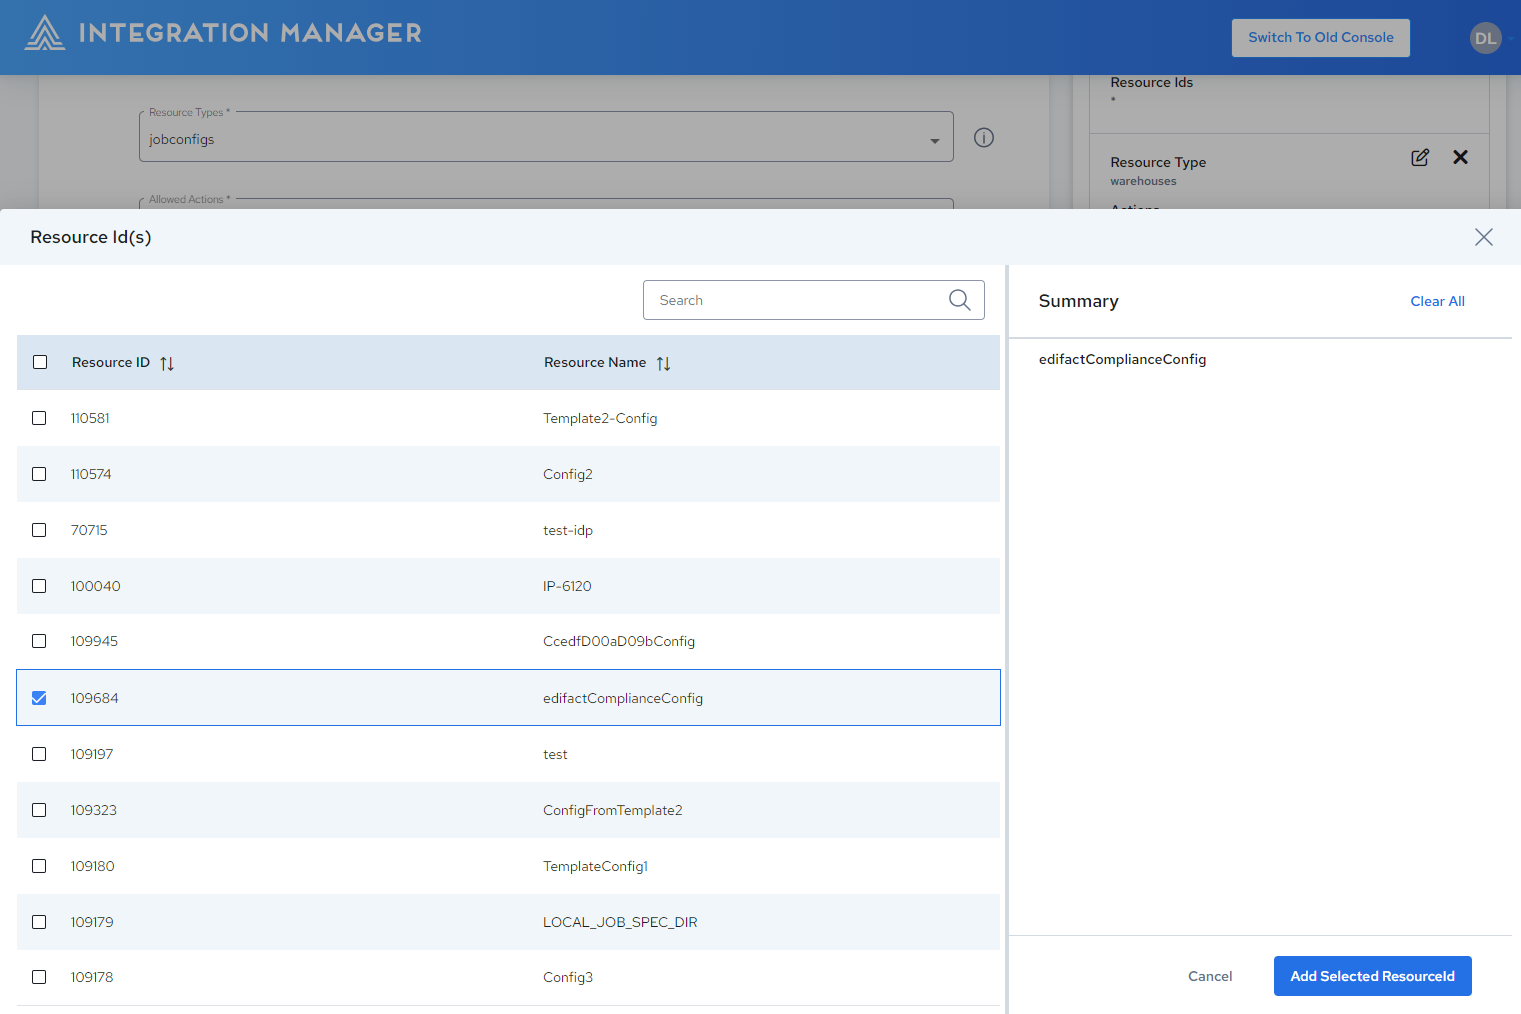 INTEGRATION MANAGER
Switch To Old Console
DL
Resource Types *
jobconfigs
Allowed Actions *
Resource Ids
*
Resource Type
warehouses
Actions
Resource Id(s)
Search
Resource ID
Resource Name
110581
Template2-Config
110574
Config2
70715
test-idp
100040
IP-6120
109945
CcedfD00aD09bConfig
109684
edifactComplianceConfig
109197
test
109323
ConfigFromTemplate2
109180
TemplateConfig1
109179
LOCAL_JOB_SPEC_DIR
109178
Config3
Summary
Clear All
edifactComplianceConfig
Cancel
Add Selected ResourceId